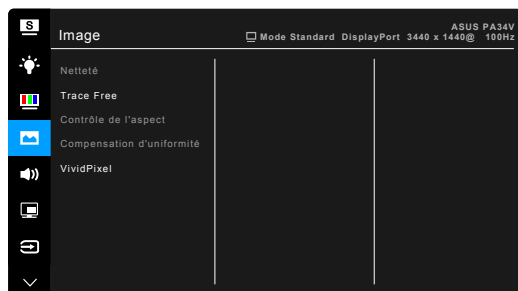 S
ASUS PA34V
Image
Mode Standard DisplayPort 3440 x 1440@ 100Hz
Netteté
Trace Free
Contrôle de l'aspect
Compensation d'uniformité
VividPixel